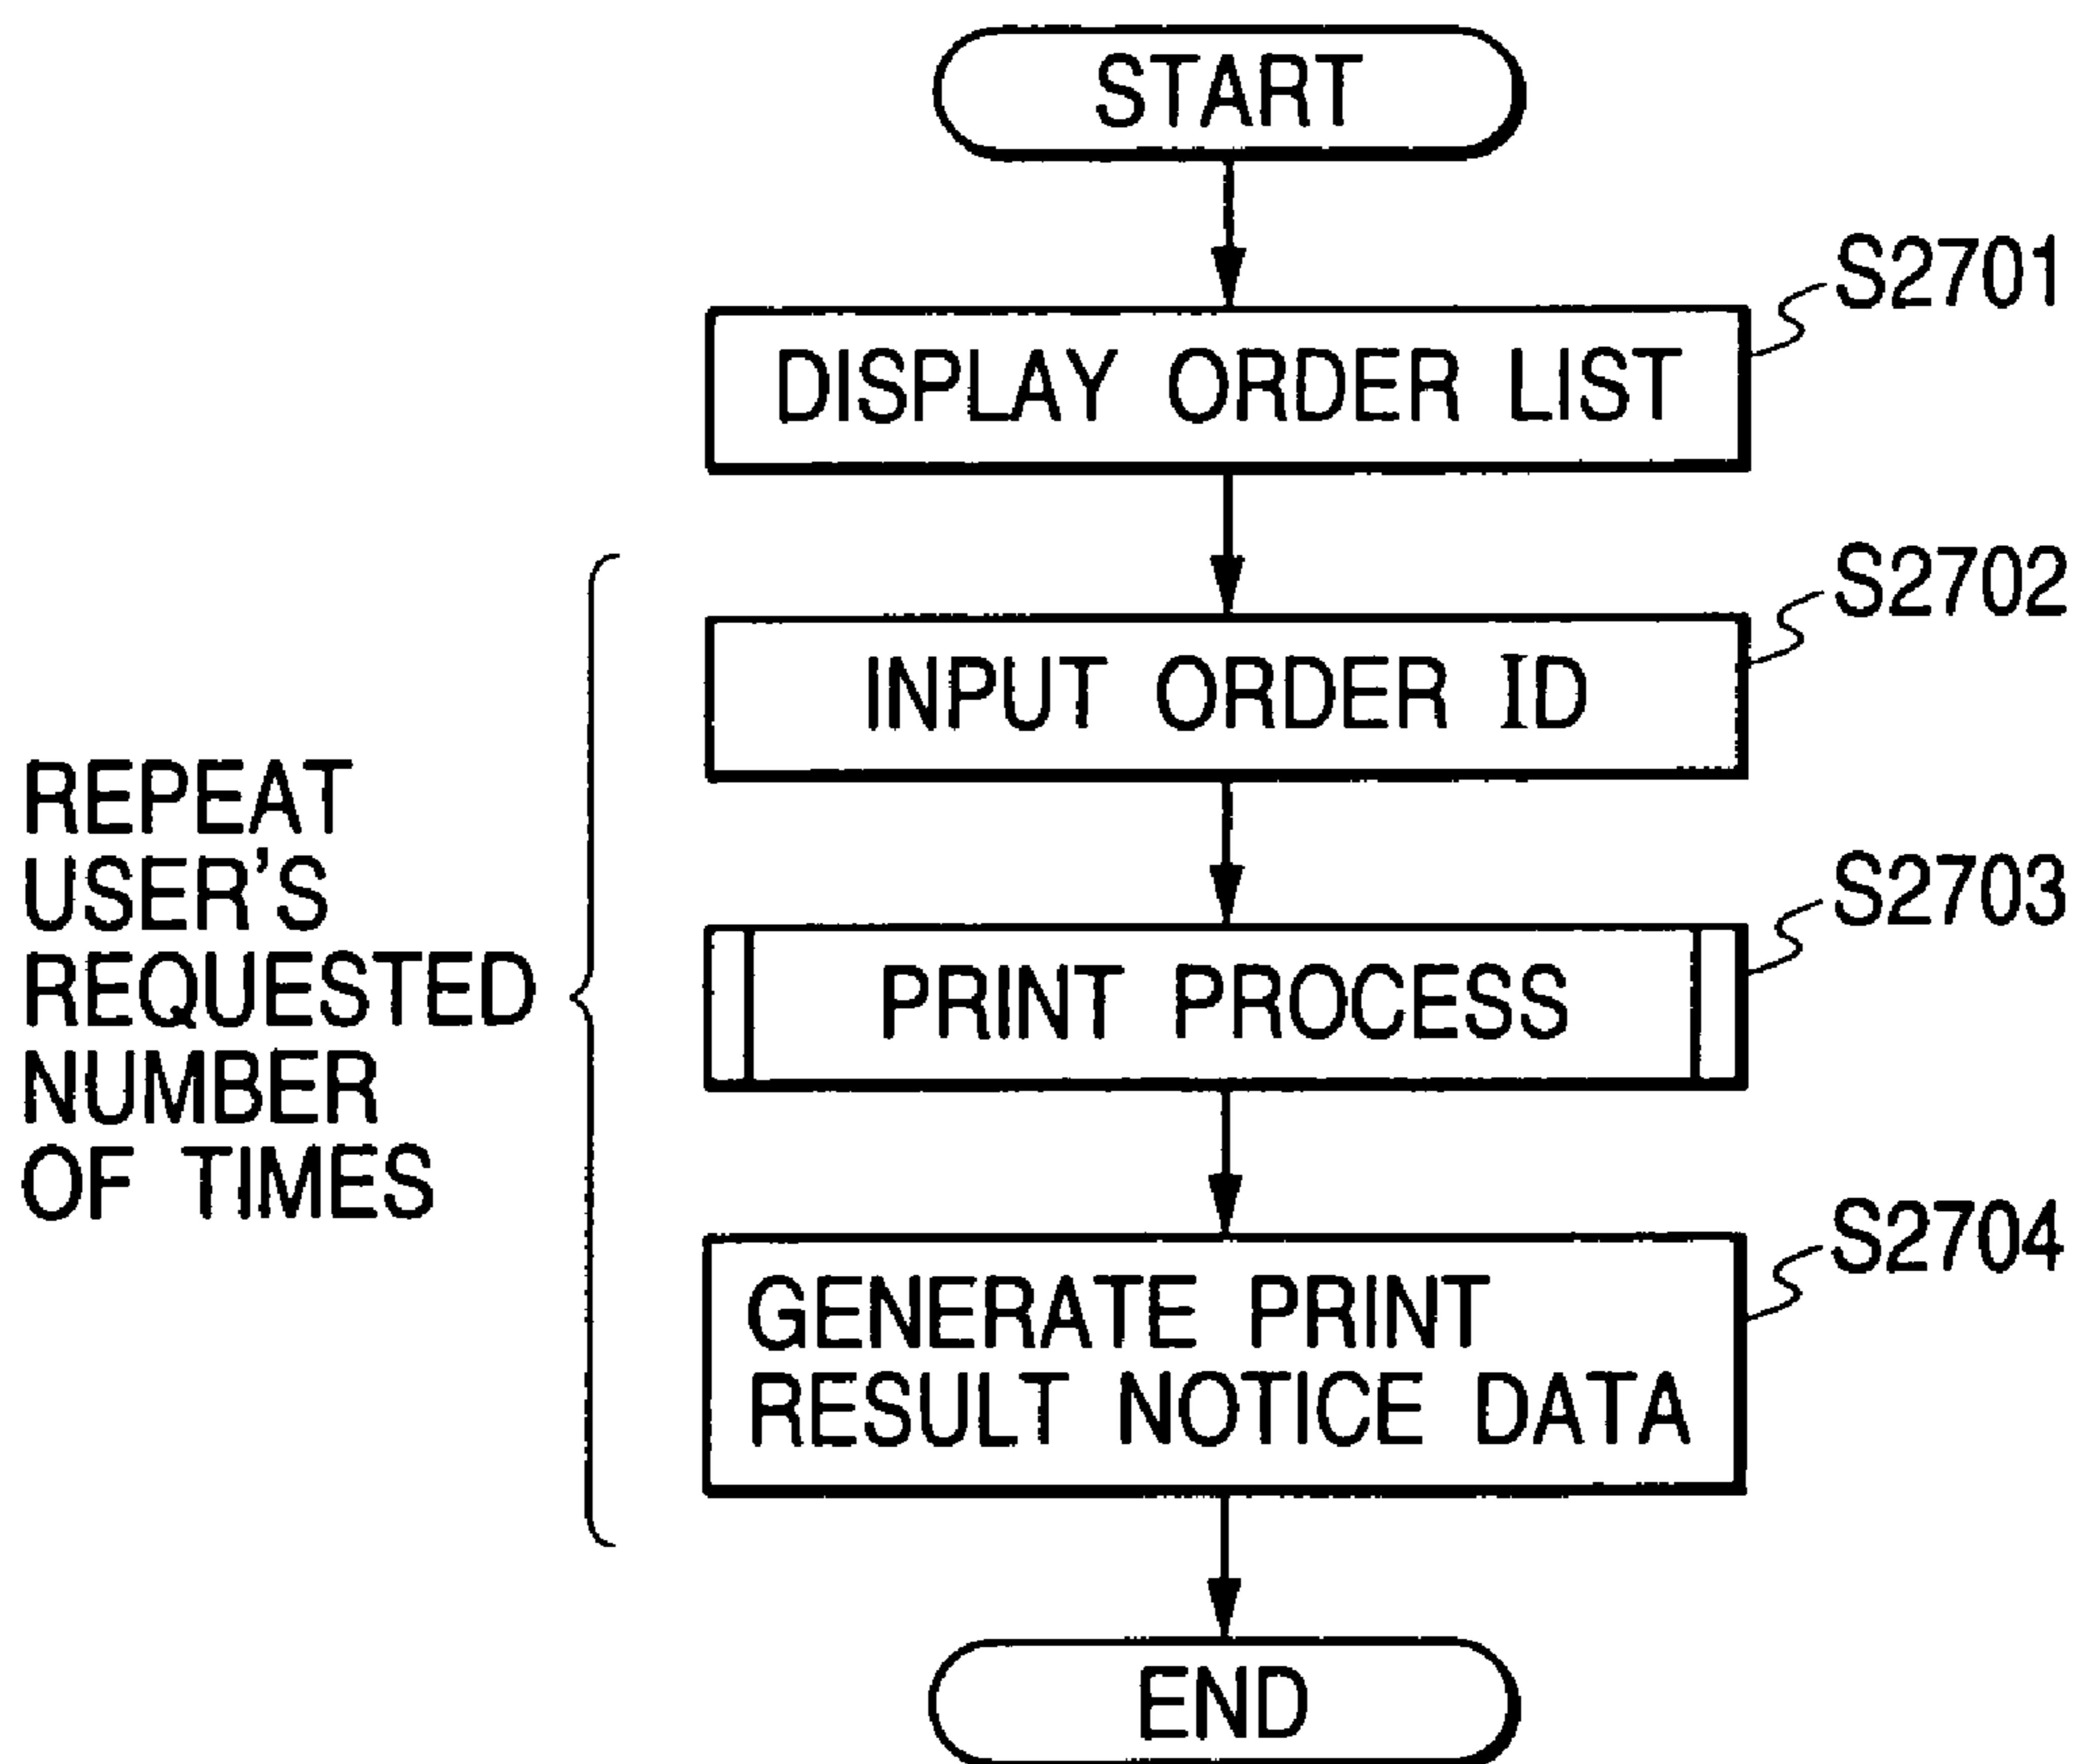 START
S2701
DISPLAY ORDER LIST
S2702
INPUT ORDER ID
REPEAT
USER'S
REQUESTED
NUMBER
OF TIMES
S2703
PRINT PROCESS
S2704
GENERATE PRINT
RESULT NOTICE DATA
END